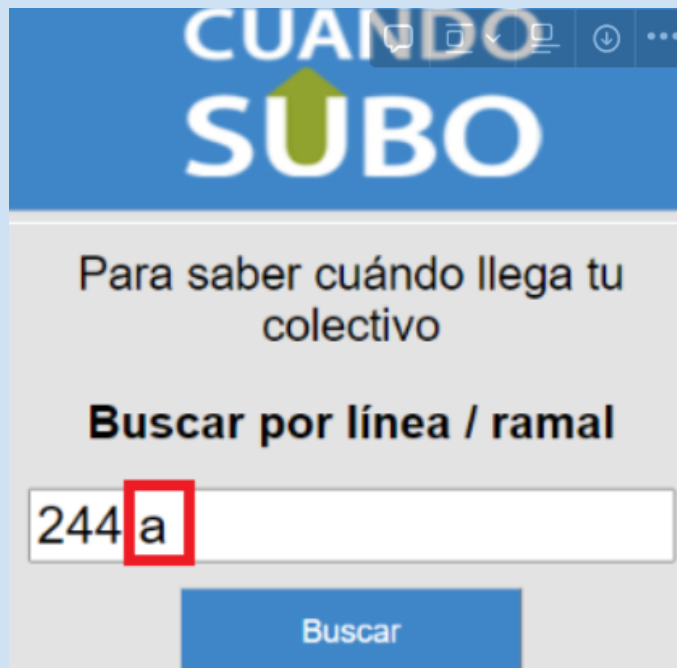 CUANDO
SUBO
Para saber cuándo llega tu
colectivo
Buscar por línea / ramal
244 a
Buscar